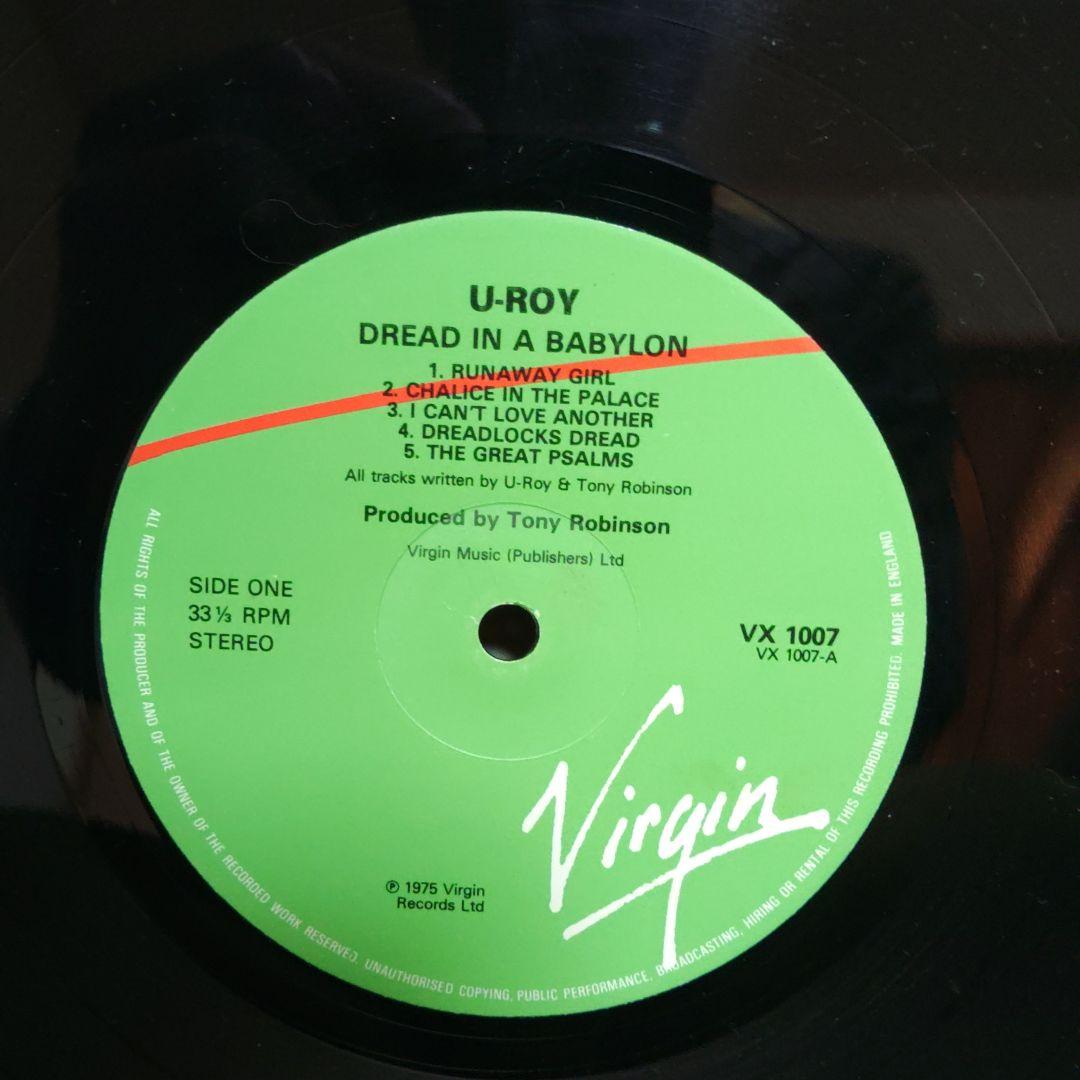 U-ROY
DREAD IN A BABYLON
1. RUNAWAY GIRL
2. CHALICE IN THE PALACE
3. I CAN'T LOVE ANOTHER
4. DREADLOCKS DREAD
5. THE GREAT PSALMS
All tracks written by U-Roy & Tony Robinson
Produced by Tony Robinson
Virgin Music (Publishers) Ltd
SIDE ONE
33⅓ RPM
STEREO
VX 1007
VX 1007-A
Virgin
℗ 1975 Virgin
Records Ltd
ALL RIGHTS OF THE PRODUCER AND OF THE OWNER OF THE RECORDED WORK RESERVED. UNAUTHORISED COPYING, PUBLIC PERFORMANCE, BROADCASTING, HIRING OR RENTAL OF THIS RECORDING PROHIBITED. MADE IN ENGLAND